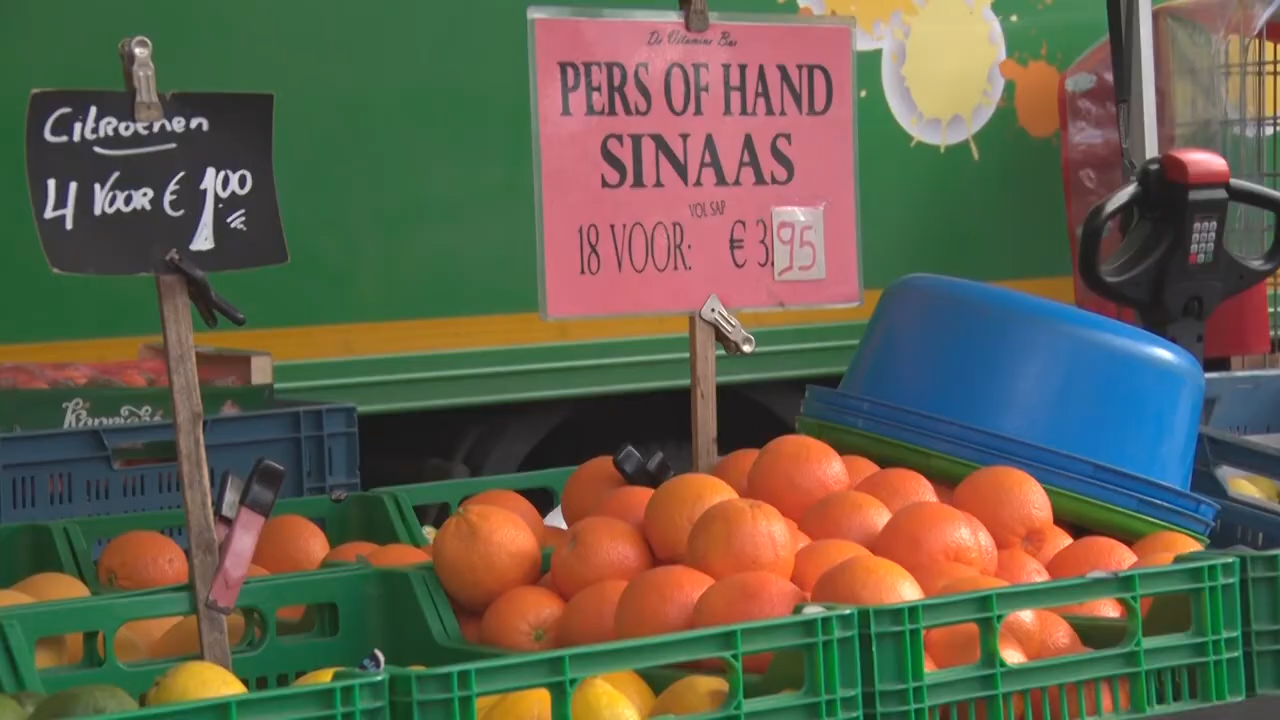 Citroenen
4 VOOR € 1.00
De Vitamine Bar
PERS OF HAND
SINAAS
VOL SAP
18 VOOR: € 3,95